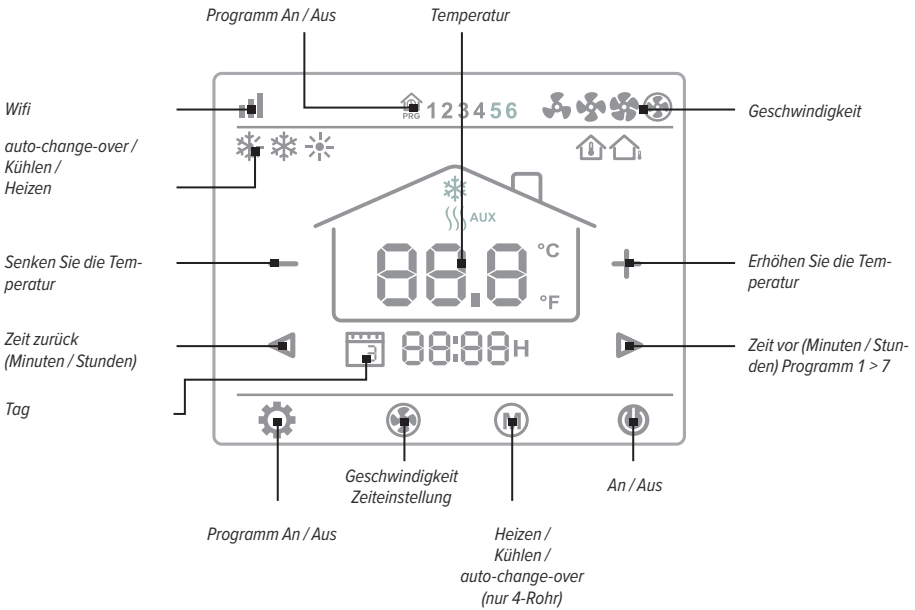 Programm An / Aus
Temperatur
Wifi
PRG 1 2 3 4 5 6
Geschwindigkeit
auto-change-over /
Kühlen /
Heizen
AUX
Senken Sie die Tem-
peratur
88.8
°C
°F
Erhöhen Sie die Tem-
peratur
Zeit zurück
(Minuten / Stunden)
3
88:88 H
Zeit vor (Minuten / Stun-
den) Programm 1 > 7
Tag
M
Geschwindigkeit
Zeiteinstellung
An / Aus
Programm An / Aus
Heizen /
Kühlen /
auto-change-over
(nur 4-Rohr)